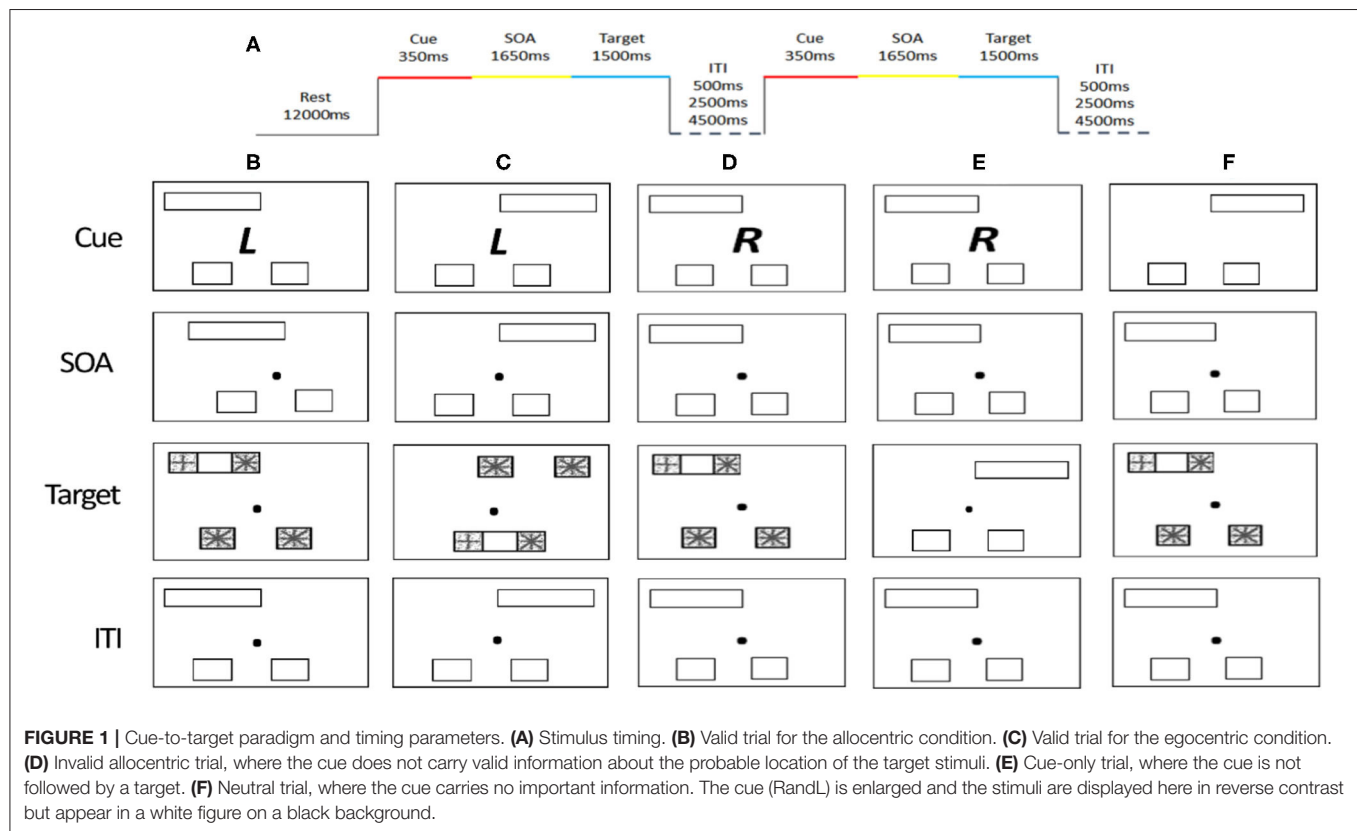 A
Cue
350ms
SOA
1650ms
Target
1500ms
Cue
350ms
SOA
1650ms
Target
1500ms
Rest
12000ms
ITI
500ms
2500ms
4500ms
ITI
500ms
2500ms
4500ms
B C D E F
Cue
L L R R
SOA
Target
ITI
FIGURE 1 | Cue-to-target paradigm and timing parameters. (A) Stimulus timing. (B) Valid trial for the allocentric condition. (C) Valid trial for the egocentric condition.
(D) Invalid allocentric trial, where the cue does not carry valid information about the probable location of the target stimuli. (E) Cue-only trial, where the cue is not
followed by a target. (F) Neutral trial, where the cue carries no important information. The cue (RandL) is enlarged and the stimuli are displayed here in reverse contrast
but appear in a white figure on a black background.